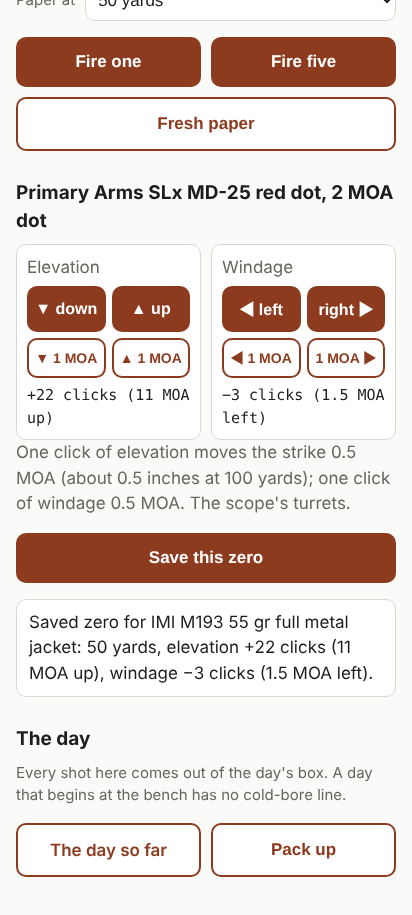 Paper at 50 yards
Fire one Fire five
Fresh paper
Primary Arms SLx MD-25 red dot, 2 MOA
dot
Elevation
▼ down ▲ up
▼ 1 MOA ▲ 1 MOA
+22 clicks (11 MOA
up)
Windage
◀ left right ▶
◀ 1 MOA 1 MOA ▶
−3 clicks (1.5 MOA
left)
One click of elevation moves the strike 0.5
MOA (about 0.5 inches at 100 yards); one click
of windage 0.5 MOA. The scope's turrets.
Save this zero
Saved zero for IMI M193 55 gr full metal
jacket: 50 yards, elevation +22 clicks (11
MOA up), windage −3 clicks (1.5 MOA left).
The day
Every shot here comes out of the day's box. A day
that begins at the bench has no cold-bore line.
The day so far Pack up